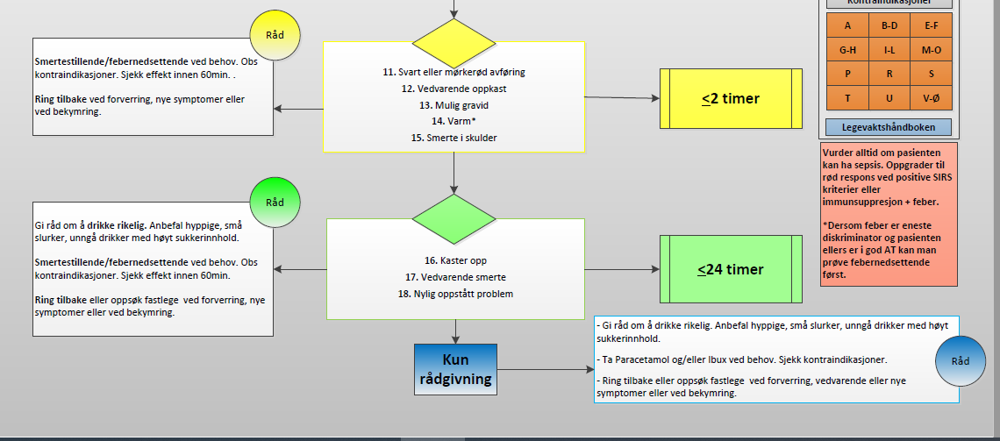 Kontraindikasjoner
A B-D E-F
G-H I-L M-O
P R S
T U V-Ø
Legevaktshåndboken
Råd
Smertestillende/febernedsettende ved behov. Obs
kontraindikasjoner. Sjekk effekt innen 60min. .
Ring tilbake ved forverring, nye symptomer eller
ved bekymring.
11. Svart eller mørkerød avføring
12. Vedvarende oppkast
13. Mulig gravid
14. Varm*
15. Smerte i skulder
<2 timer
Vurder alltid om pasienten
kan ha sepsis. Oppgrader til
rød respons ved positive SIRS
kriterier eller
immunsuppresjon + feber.
*Dersom feber er eneste
diskriminator og pasienten
ellers er i god AT kan man
prøve febernedsettende
først.
Råd
Gi råd om å drikke rikelig. Anbefal hyppige, små
slurker, unngå drikker med høyt sukkerinnhold.
Smertestillende/febernedsettende ved behov. Obs
kontraindikasjoner. Sjekk effekt innen 60min.
Ring tilbake eller oppsøk fastlege ved forverring, nye
symptomer eller ved bekymring.
16. Kaster opp
17. Vedvarende smerte
18. Nylig oppstått problem
<24 timer
Kun
rådgivning
- Gi råd om å drikke rikelig. Anbefal hyppige, små slurker, unngå drikker med høyt
sukkerinnhold.
- Ta Paracetamol og/eller Ibux ved behov. Sjekk kontraindikasjoner.
- Ring tilbake eller oppsøk fastlege ved forverring, vedvarende eller nye
symptomer eller ved bekymring.
Råd